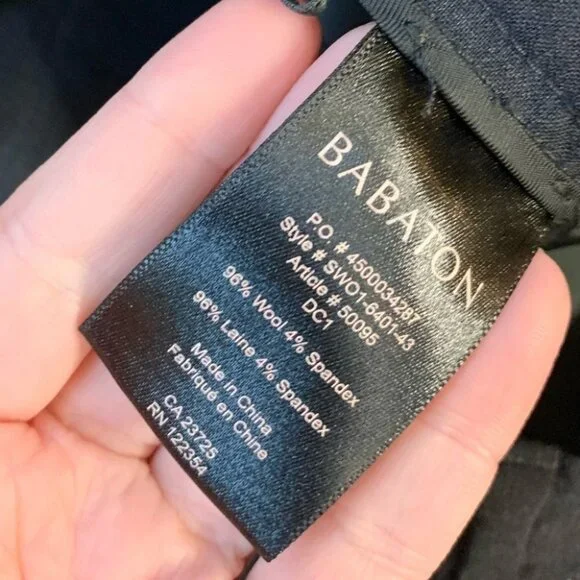 BABATON
P.O. # 4500034287
Style # SWO1-6401-43
Article # 50095
DC1
96% Wool 4% Spandex
96% Laine 4% Spandex
Made in China
Fabriqué en Chine
CA 23725
RN 122354